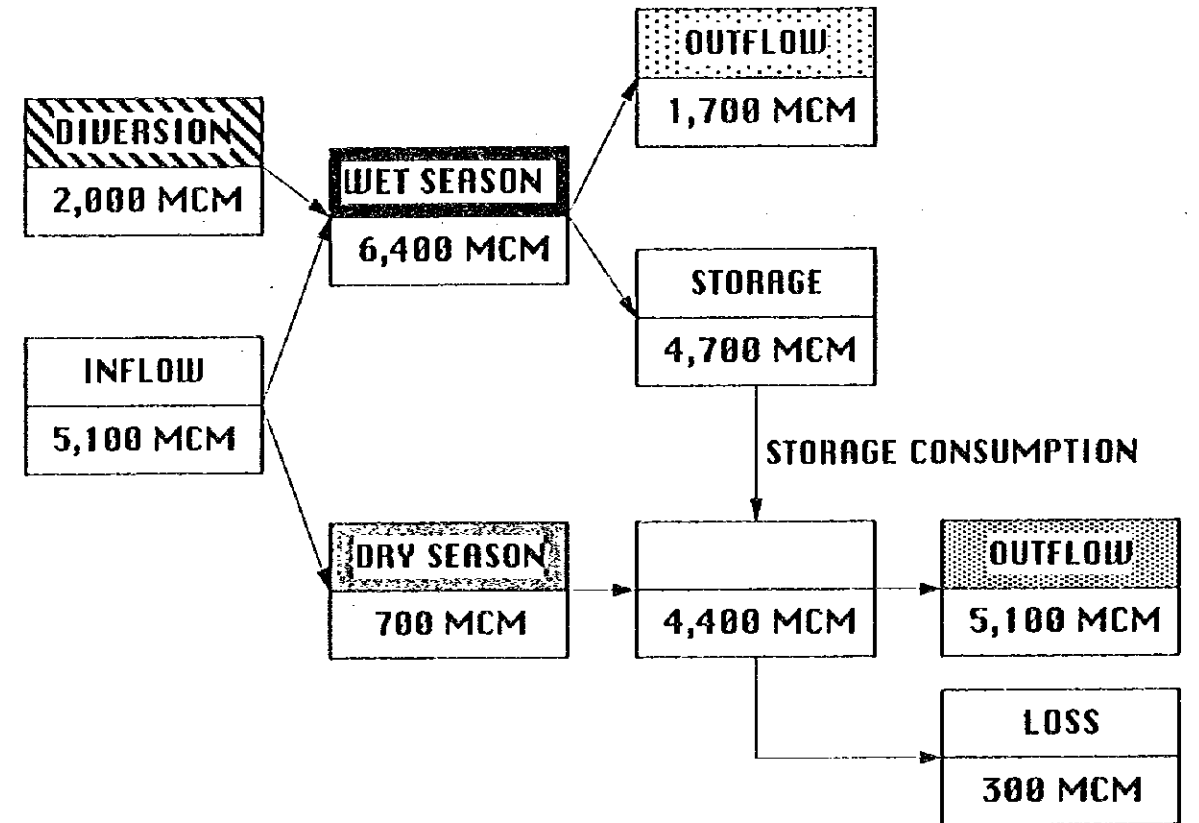 OUTFLOW
1,700 MCM
DIVERSION
2,000 MCM
WET SEASON
6,400 MCM
STORAGE
4,700 MCM
INFLOW
5,100 MCM
STORAGE CONSUMPTION
DRY SEASON
700 MCM
4,400 MCM
OUTFLOW
5,100 MCM
LOSS
300 MCM